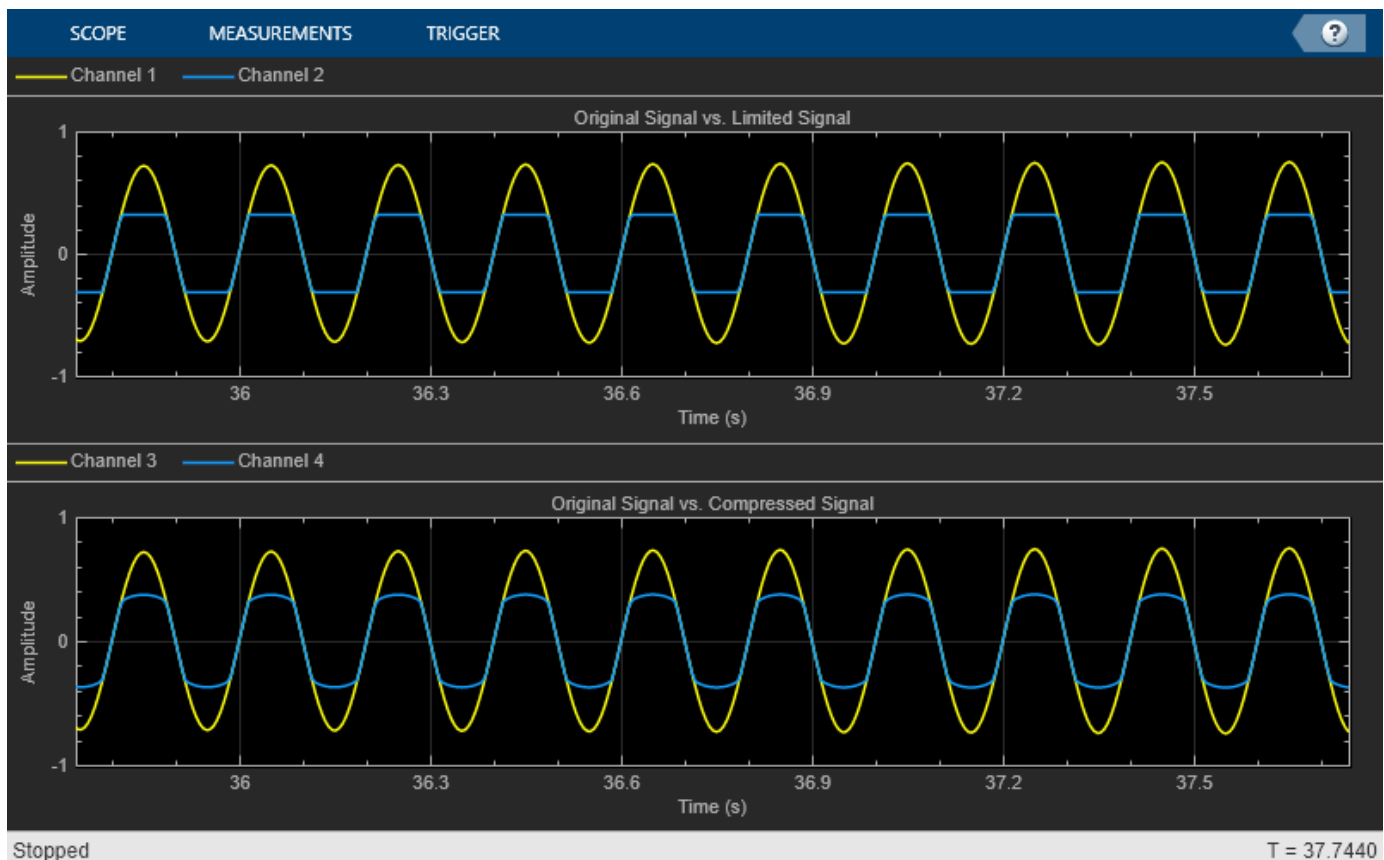 SCOPE MEASUREMENTS TRIGGER ?
Channel 1 Channel 2
Original Signal vs. Limited Signal
1
0
-1
Amplitude
36 36.3 36.6 36.9 37.2 37.5
Time (s)
Channel 3 Channel 4
Original Signal vs. Compressed Signal
1
0
-1
Amplitude
36 36.3 36.6 36.9 37.2 37.5
Time (s)
Stopped T = 37.7440